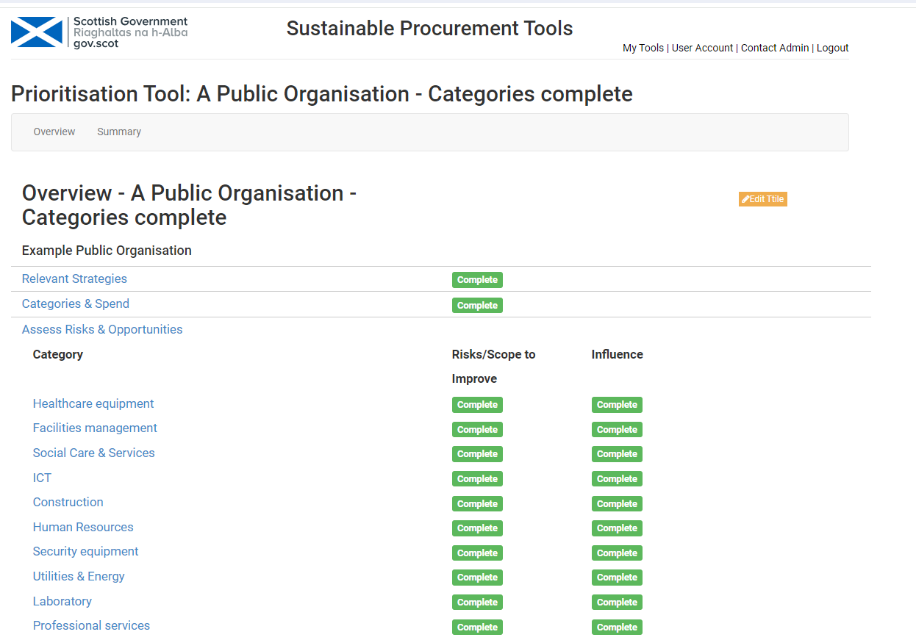 Scottish Government
Riaghaltas na h-Alba
gov.scot
Sustainable Procurement Tools
My Tools | User Account | Contact Admin | Logout
Prioritisation Tool: A Public Organisation - Categories complete
Overview Summary
Overview - A Public Organisation -
Categories complete
Edit Ttile
Example Public Organisation
Relevant Strategies Complete
Categories & Spend Complete
Assess Risks & Opportunities
Category Risks/Scope to Influence
Improve
Healthcare equipment Complete Complete
Facilities management Complete Complete
Social Care & Services Complete Complete
ICT Complete Complete
Construction Complete Complete
Human Resources Complete Complete
Security equipment Complete Complete
Utilities & Energy Complete Complete
Laboratory Complete Complete
Professional services Complete Complete